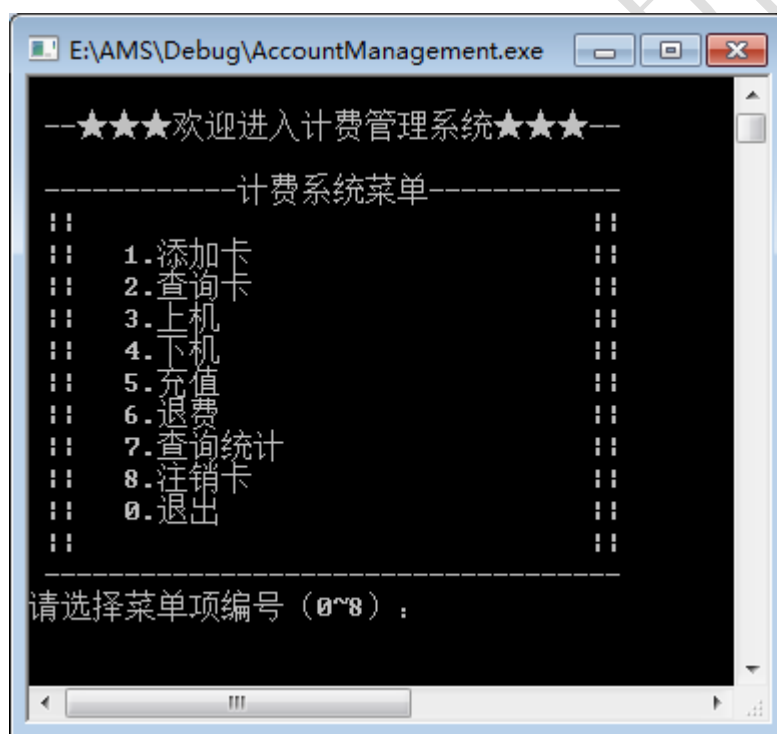 E:\AMS\Debug\AccountManagement.exe
--★★★欢迎进入计费管理系统★★★--
------------计费系统菜单------------
||                                ||
||   1.添加卡                     ||
||   2.查询卡                     ||
||   3.上机                       ||
||   4.下机                       ||
||   5.充值                       ||
||   6.退费                       ||
||   7.查询统计                   ||
||   8.注销卡                     ||
||   0.退出                       ||
||                                ||
------------------------------------
请选择菜单项编号（0~8）：